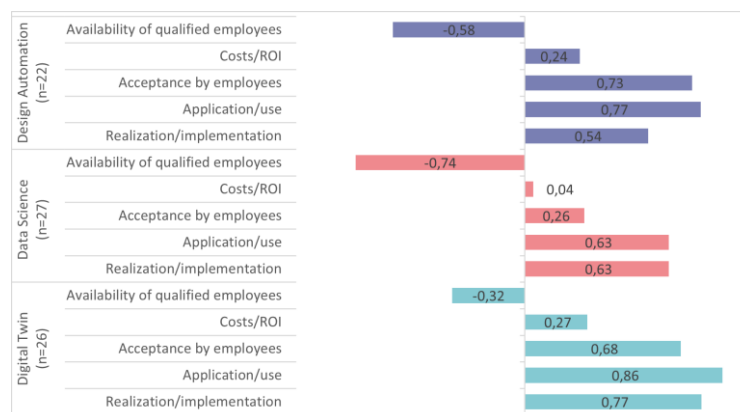 Design Automation
(n=22)
Availability of qualified employees -0,58
Costs/ROI 0,24
Acceptance by employees 0,73
Application/use 0,77
Realization/implementation 0,54
Data Science
(n=27)
Availability of qualified employees -0,74
Costs/ROI 0,04
Acceptance by employees 0,26
Application/use 0,63
Realization/implementation 0,63
Digital Twin
(n=26)
Availability of qualified employees -0,32
Costs/ROI 0,27
Acceptance by employees 0,68
Application/use 0,86
Realization/implementation 0,77